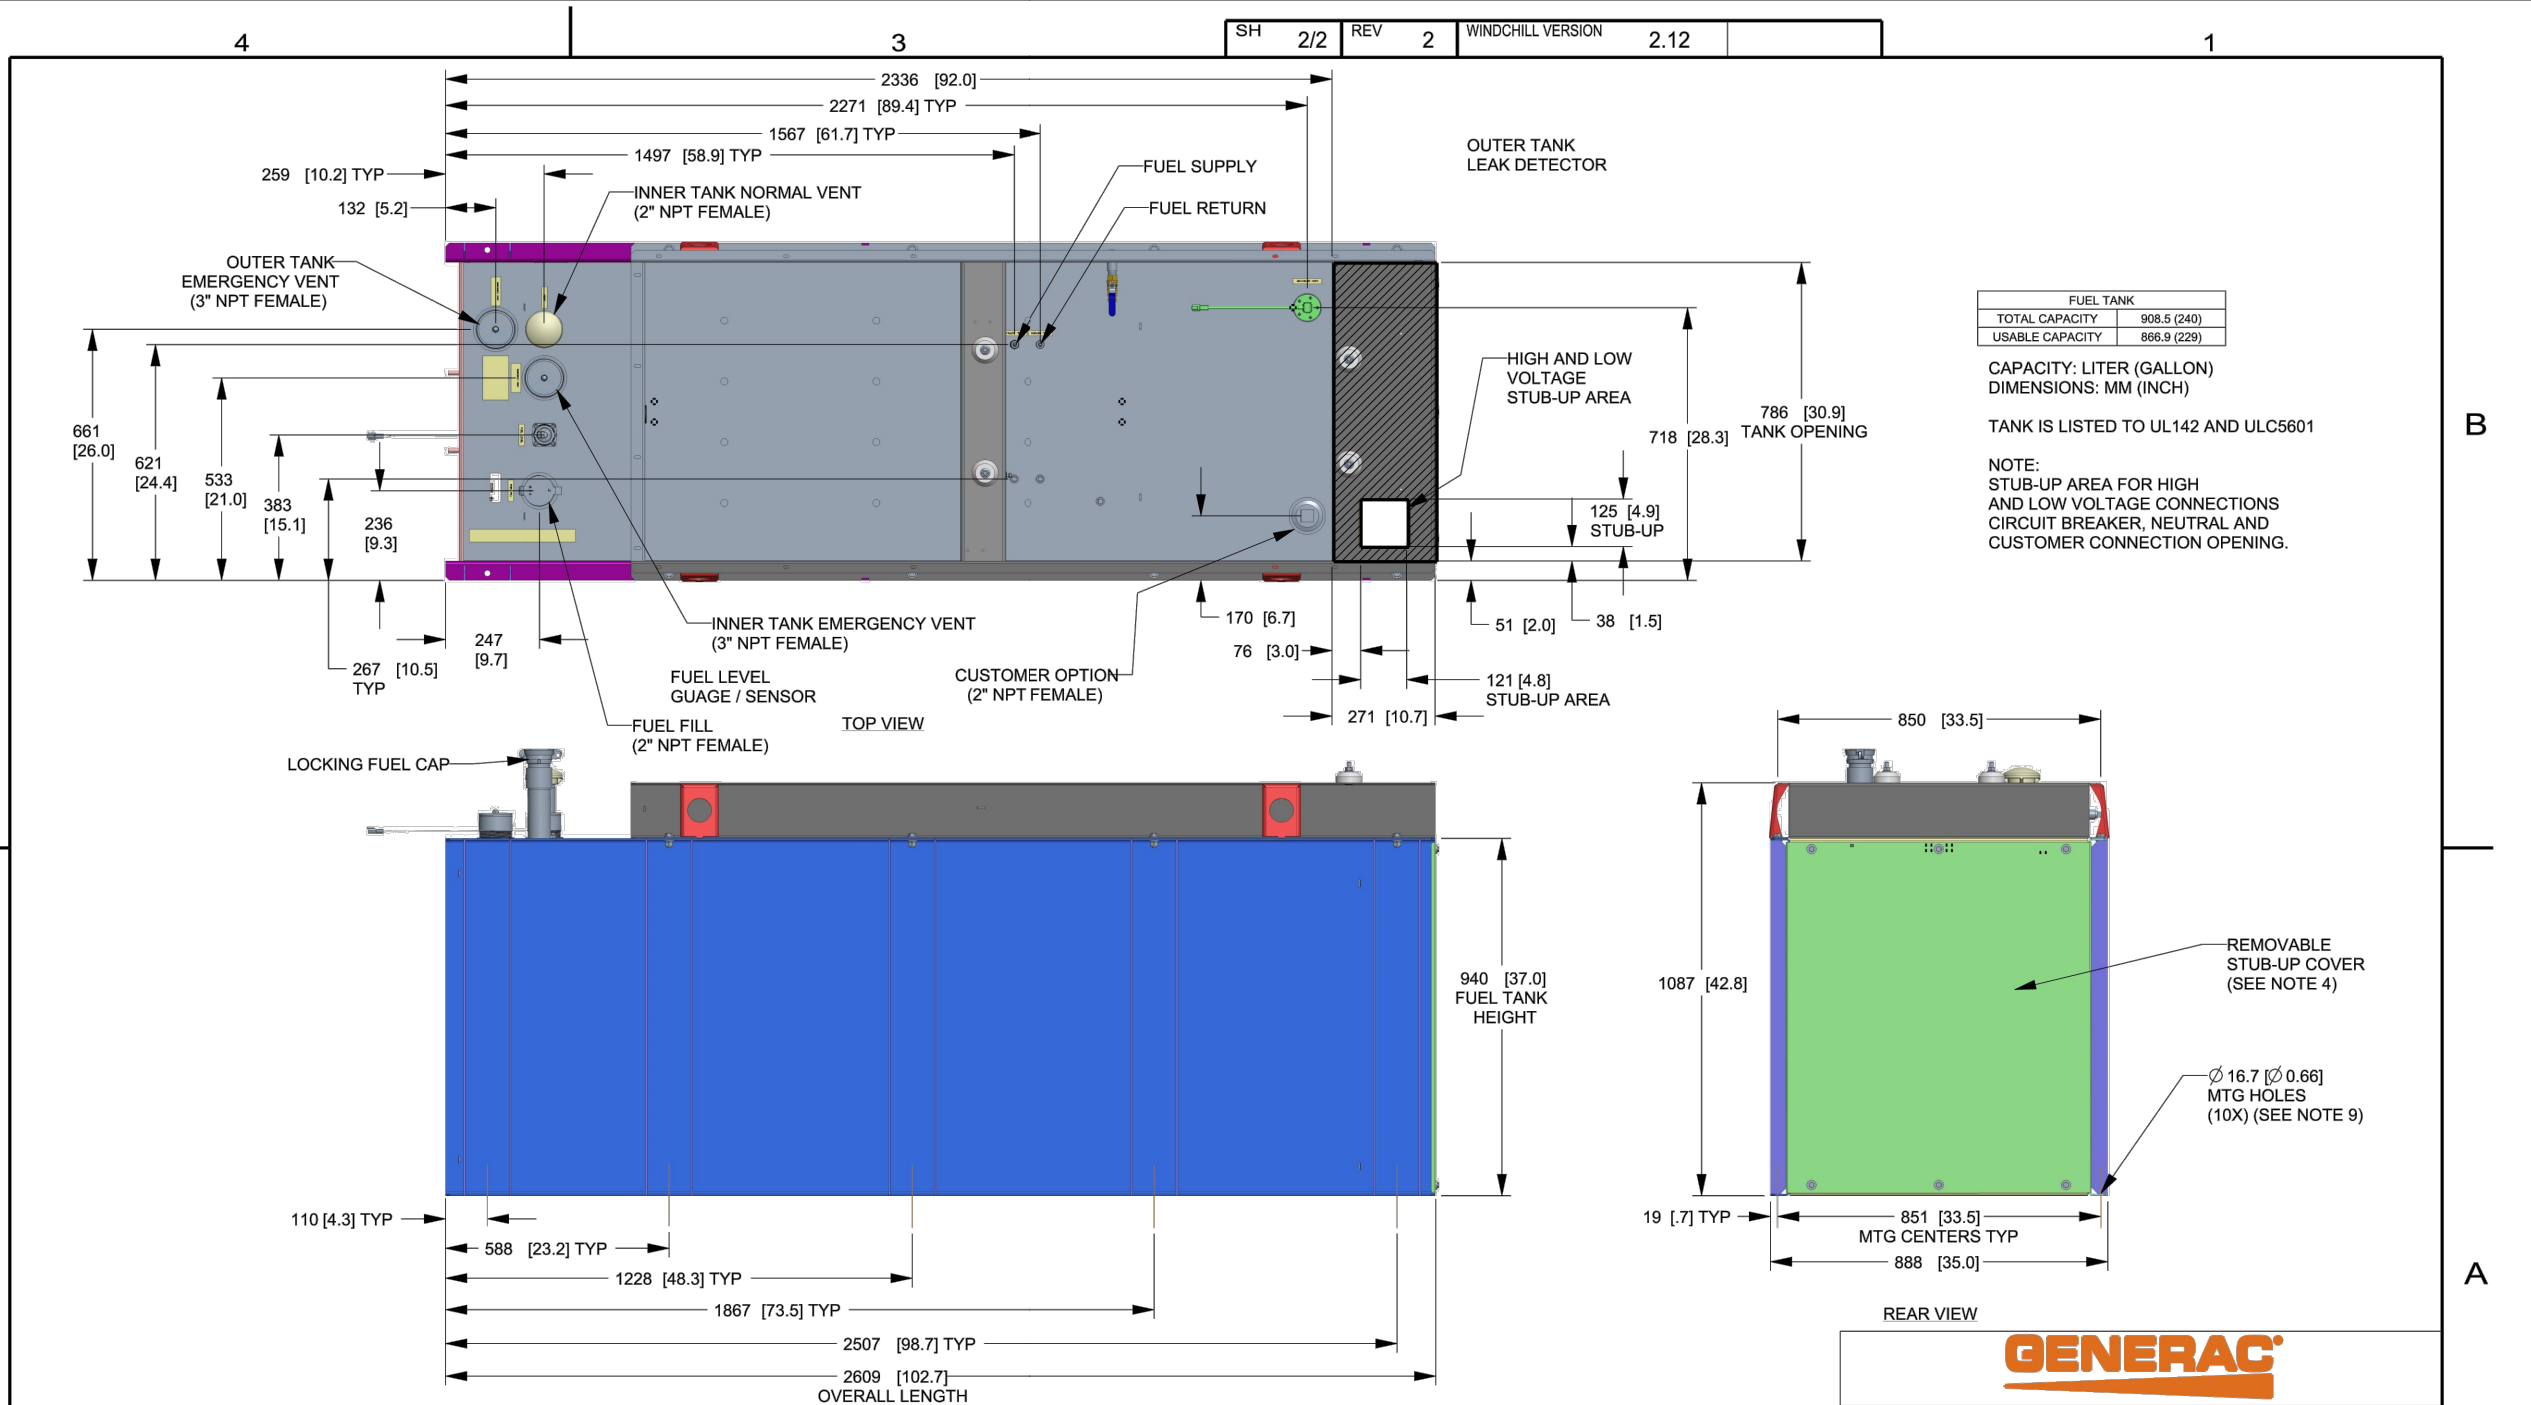 4
3
SH 2/2
REV 2
WINDCHILL VERSION 2.12
1
2336 [92.0]
2271 [89.4] TYP
1567 [61.7] TYP
1497 [58.9] TYP
259 [10.2] TYP
132 [5.2]
INNER TANK NORMAL VENT
(2" NPT FEMALE)
FUEL SUPPLY
FUEL RETURN
OUTER TANK
LEAK DETECTOR
OUTER TANK
EMERGENCY VENT
(3" NPT FEMALE)
661
[26.0]
621
[24.4]
533
[21.0]
383
[15.1]
236
[9.3]
267 [10.5]
TYP
247
[9.7]
INNER TANK EMERGENCY VENT
(3" NPT FEMALE)
FUEL LEVEL
GUAGE / SENSOR
FUEL FILL
(2" NPT FEMALE)
TOP VIEW
CUSTOMER OPTION
(2" NPT FEMALE)
170 [6.7]
76 [3.0]
121 [4.8]
STUB-UP AREA
271 [10.7]
51 [2.0]
38 [1.5]
HIGH AND LOW
VOLTAGE
STUB-UP AREA
125 [4.9]
STUB-UP
718 [28.3]
786 [30.9]
TANK OPENING
FUEL TANK
TOTAL CAPACITY 908.5 (240)
USABLE CAPACITY 866.9 (229)
CAPACITY: LITER (GALLON)
DIMENSIONS: MM (INCH)
TANK IS LISTED TO UL142 AND ULC5601
NOTE:
STUB-UP AREA FOR HIGH
AND LOW VOLTAGE CONNECTIONS
CIRCUIT BREAKER, NEUTRAL AND
CUSTOMER CONNECTION OPENING.
B
LOCKING FUEL CAP
940 [37.0]
FUEL TANK
HEIGHT
110 [4.3] TYP
588 [23.2] TYP
1228 [48.3] TYP
1867 [73.5] TYP
2507 [98.7] TYP
2609 [102.7]
OVERALL LENGTH
850 [33.5]
1087 [42.8]
REMOVABLE
STUB-UP COVER
(SEE NOTE 4)
Ø 16.7 [Ø 0.66]
MTG HOLES
(10X) (SEE NOTE 9)
19 [.7] TYP
851 [33.5]
MTG CENTERS TYP
888 [35.0]
REAR VIEW
A
GENERAC